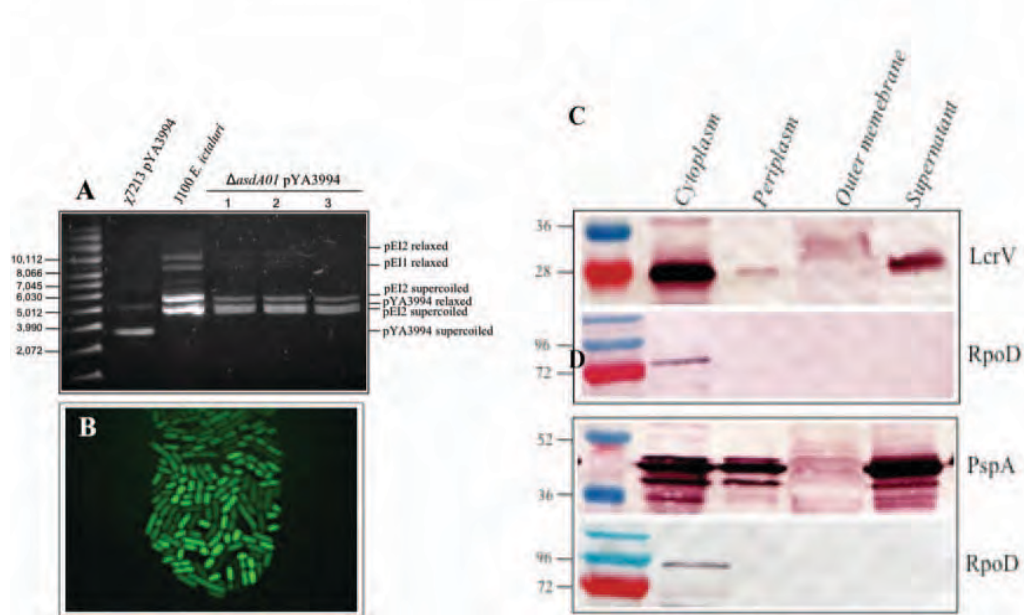 A
χ7213 pYA3994
J100 E. ictaluri
ΔasdA01 pYA3994
1 2 3
10,112
8,066
7,045
6,030
5,012
3,990
2,072
pEI2 relaxed
pEI1 relaxed
pEI2 supercoiled
pYA3994 relaxed
pEI2 supercoiled
pYA3994 supercoiled
B
C
Cytoplasm
Periplasm
Outer memebrane
Supernatant
36
28
LcrV
96
72
RpoD
D
52
36
PspA
96
72
RpoD